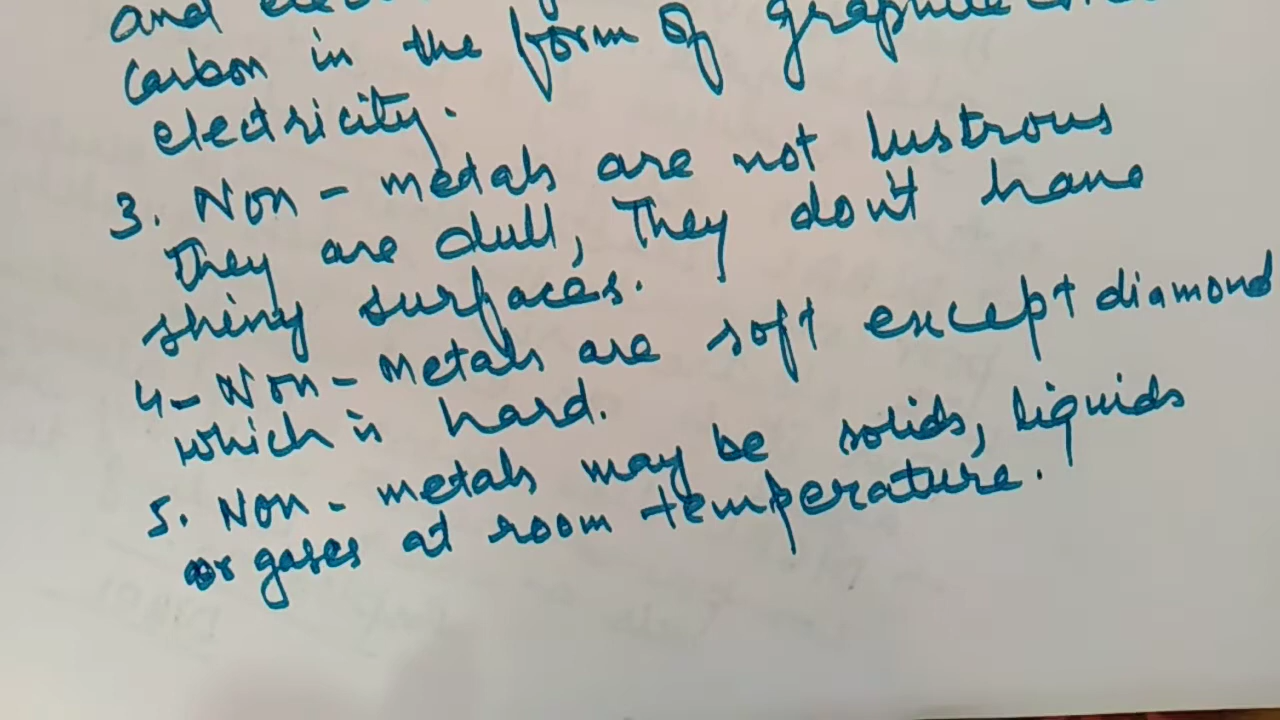 and
carbon in the form of graphite
electricity.
3. Non - metals are not lustrous
They are dull, They don't have
shiny surfaces.
4- Non - metals are soft except diamond
which is hard.
5. Non - metals may be solids, liquids
or gases at room temperature.